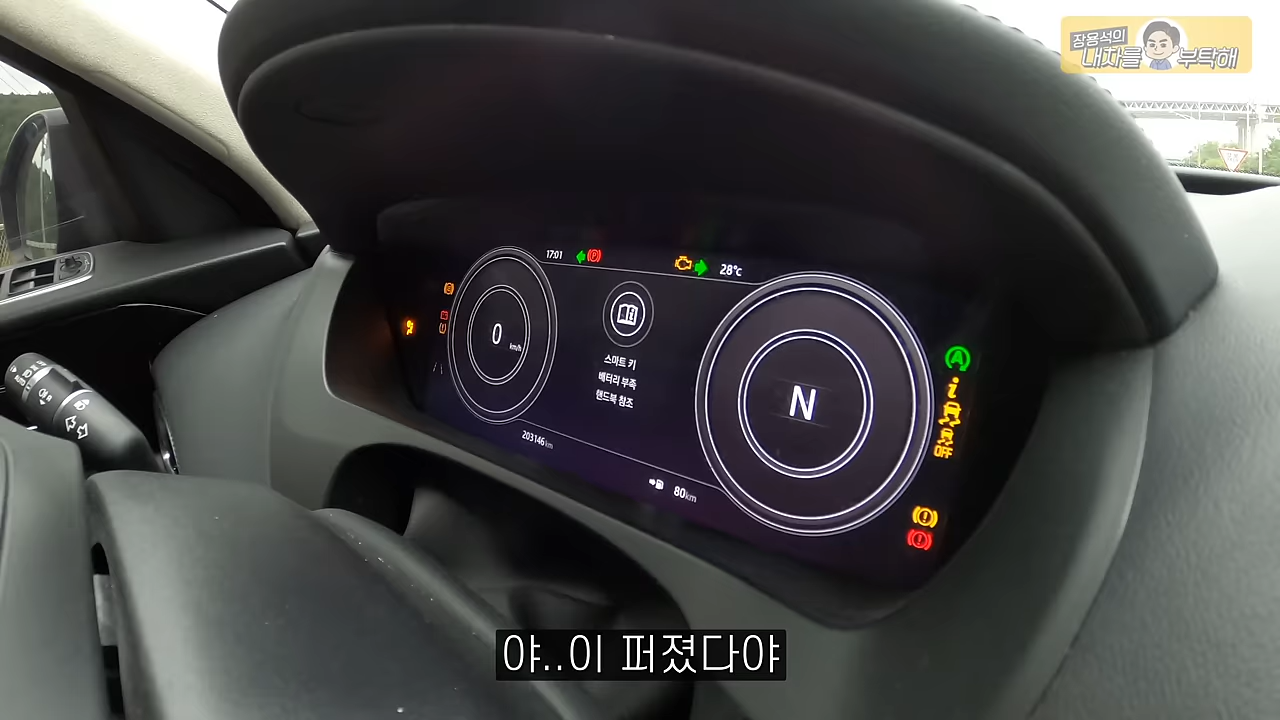 장용석의
내차를 부탁해
17:01
28°c
0
km/h
스마트 키
배터리 부족
핸드북 참조
N
A
i
OFF
203146 km
80km
야..이 퍼졌다야